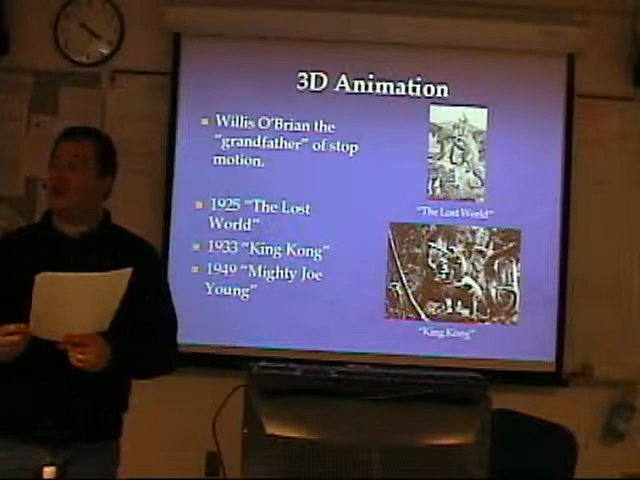 3D Animation
Willis O'Brian the
"grandfather" of stop
motion.
1925 "The Lost
World"
1933 "King Kong"
1949 "Mighty Joe
Young"
"The Lost World"
"King Kong"